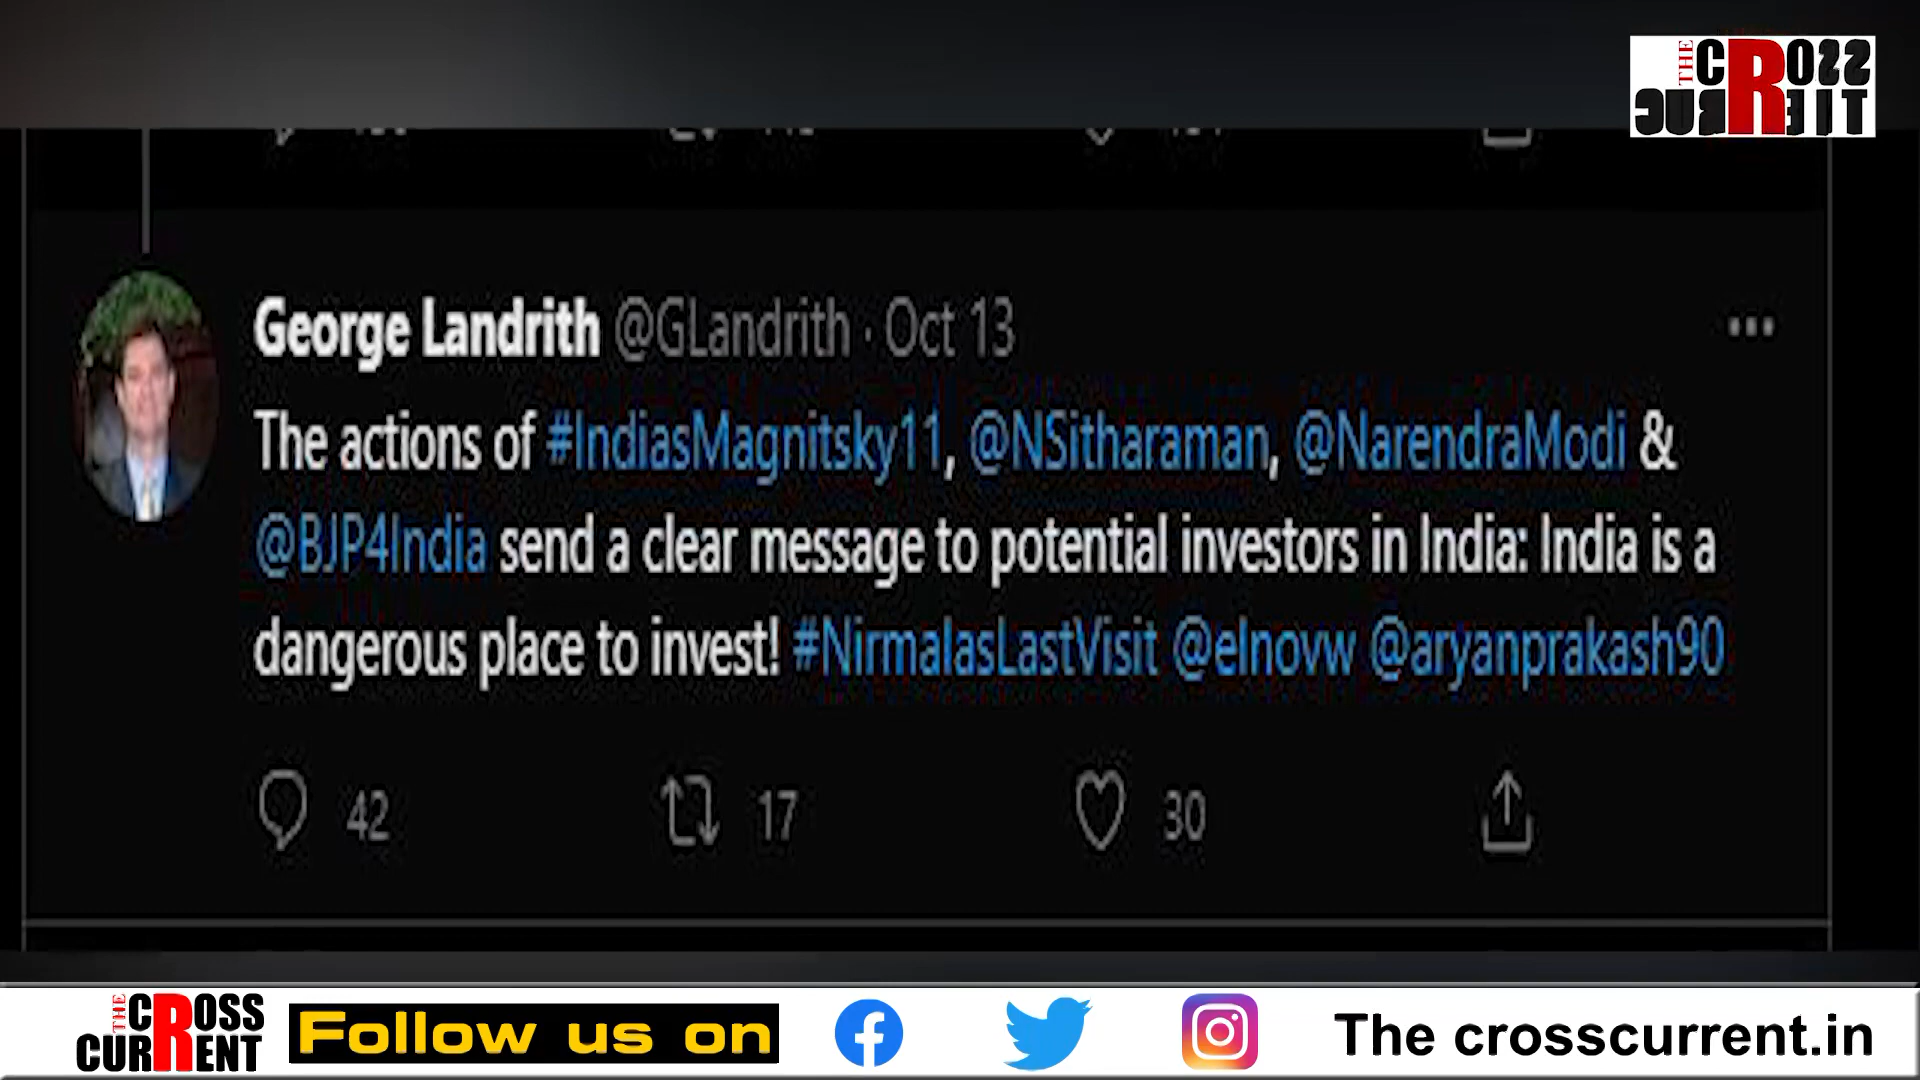 THE CROSS
CURRENT
George Landrith @GLandrith · Oct 13
The actions of #IndiasMagnitsky11, @NSitharaman, @NarendraModi &
@BJP4India send a clear message to potential investors in India: India is a
dangerous place to invest! #NirmalasLastVisit @elnovw @aryanprakash90
42 17 30
THE CROSS
CURRENT
Follow us on
The crosscurrent.in